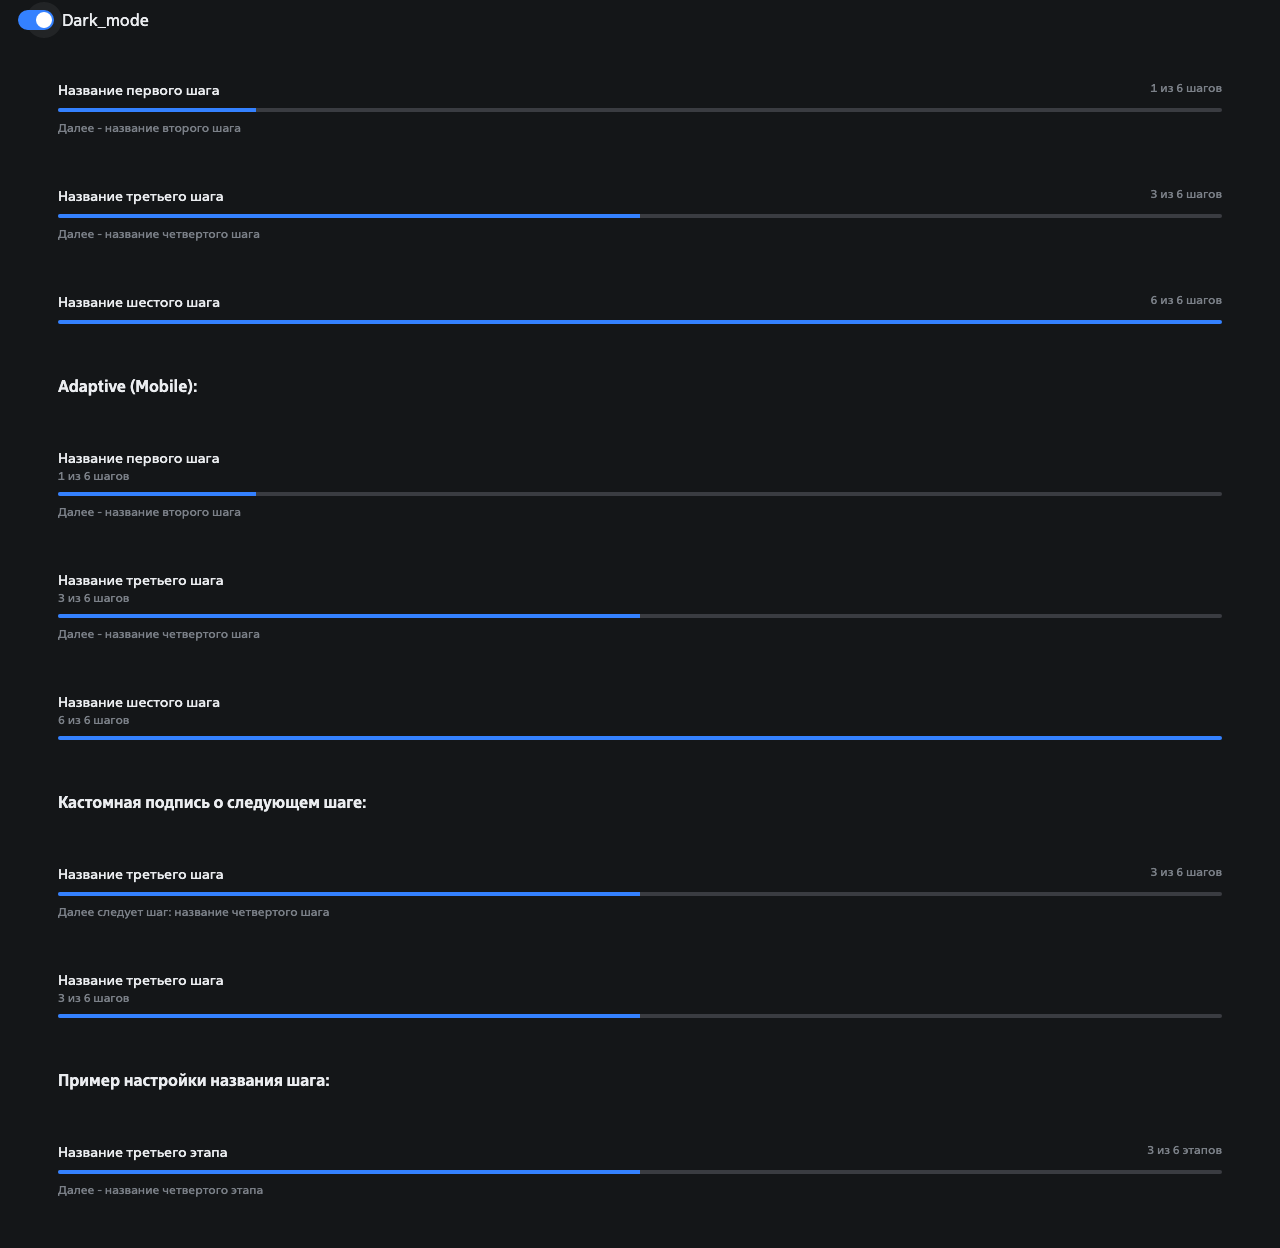 Dark_mode
Название первого шага
1 из 6 шагов
Далее - название второго шага
Название третьего шага
3 из 6 шагов
Далее - название четвертого шага
Название шестого шага
6 из 6 шагов
Adaptive (Mobile):
Название первого шага
1 из 6 шагов
Далее - название второго шага
Название третьего шага
3 из 6 шагов
Далее - название четвертого шага
Название шестого шага
6 из 6 шагов
Кастомная подпись о следующем шаге:
Название третьего шага
3 из 6 шагов
Далее следует шаг: название четвертого шага
Название третьего шага
3 из 6 шагов
Пример настройки названия шага:
Название третьего этапа
3 из 6 этапов
Далее - название четвертого этапа